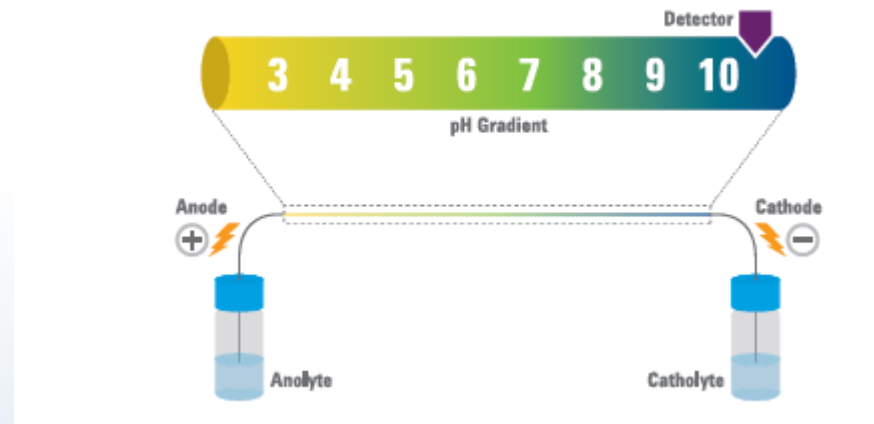 Detector
3 4 5 6 7 8 9 10
pH Gradient
Anode
Cathode
Anolyte
Catholyte